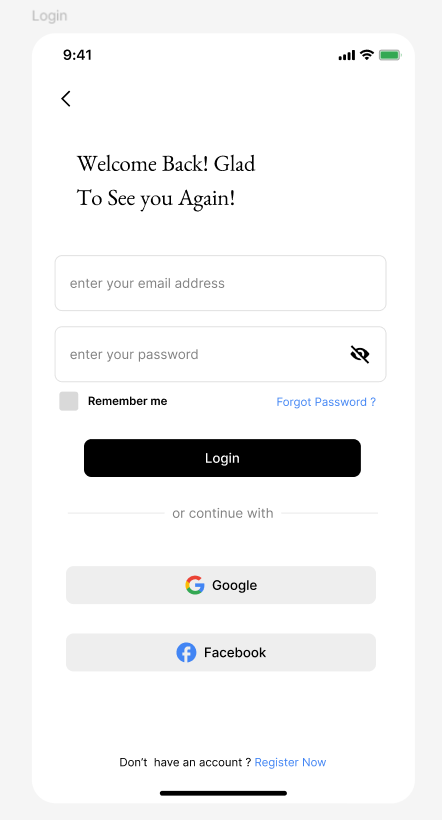 Login
9:41
Welcome Back! Glad
To See you Again!
enter your email address
enter your password
Remember me
Forgot Password ?
Login
or continue with
Google
Facebook
Don't  have an account ? Register Now